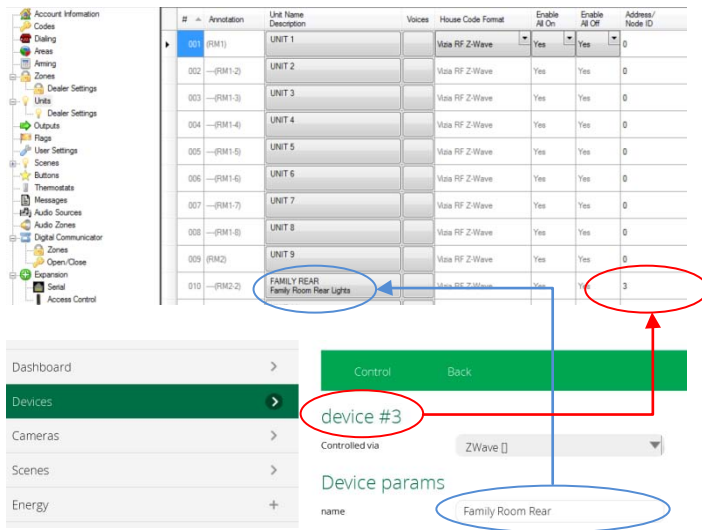 Account Information
Codes
Dialing
Areas
Arming
Zones
Dealer Settings
Units
Dealer Settings
Outputs
Flags
User Settings
Scenes
Buttons
Thermostats
Messages
Audio Sources
Audio Zones
Digital Communicator
Zones
Open/Close
Expansion
Serial
Access Control
# Annotation Unit Name Description Voices House Code Format Enable All On Enable All Off Address/ Node ID
001 (RM1) UNIT 1 Vizia RF Z-Wave Yes Yes 0
002 ---(RM1-2) UNIT 2 Vizia RF Z-Wave Yes Yes 0
003 ---(RM1-3) UNIT 3 Vizia RF Z-Wave Yes Yes 0
004 ---(RM1-4) UNIT 4 Vizia RF Z-Wave Yes Yes 0
005 ---(RM1-5) UNIT 5 Vizia RF Z-Wave Yes Yes 0
006 ---(RM1-6) UNIT 6 Vizia RF Z-Wave Yes Yes 0
007 ---(RM1-7) UNIT 7 Vizia RF Z-Wave Yes Yes 0
008 ---(RM1-8) UNIT 8 Vizia RF Z-Wave Yes Yes 0
009 (RM2) UNIT 9 Vizia RF Z-Wave Yes Yes 0
010 ---(RM2-2) FAMILY REAR Vizia RF Z-Wave Yes Yes 3
Family Room Rear Lights
Dashboard
Devices
Cameras
Scenes
Energy
Control Back
device #3
Controlled via ZWave []
Device params
name Family Room Rear